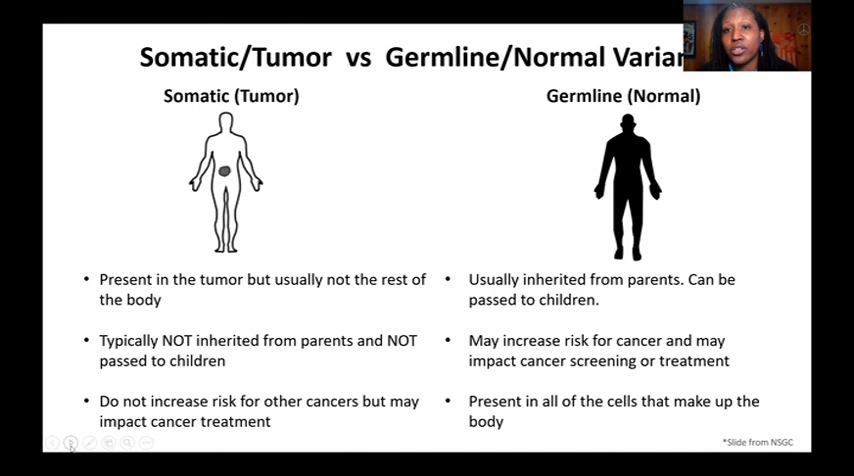 Somatic/Tumor vs Germline/Normal Varian
Somatic (Tumor)
Germline (Normal)
• Present in the tumor but usually not the rest of
the body
• Typically NOT inherited from parents and NOT
passed to children
• Do not increase risk for other cancers but may
impact cancer treatment
• Usually inherited from parents. Can be
passed to children.
• May increase risk for cancer and may
impact cancer screening or treatment
• Present in all of the cells that make up the
body
*Slide from NSGC